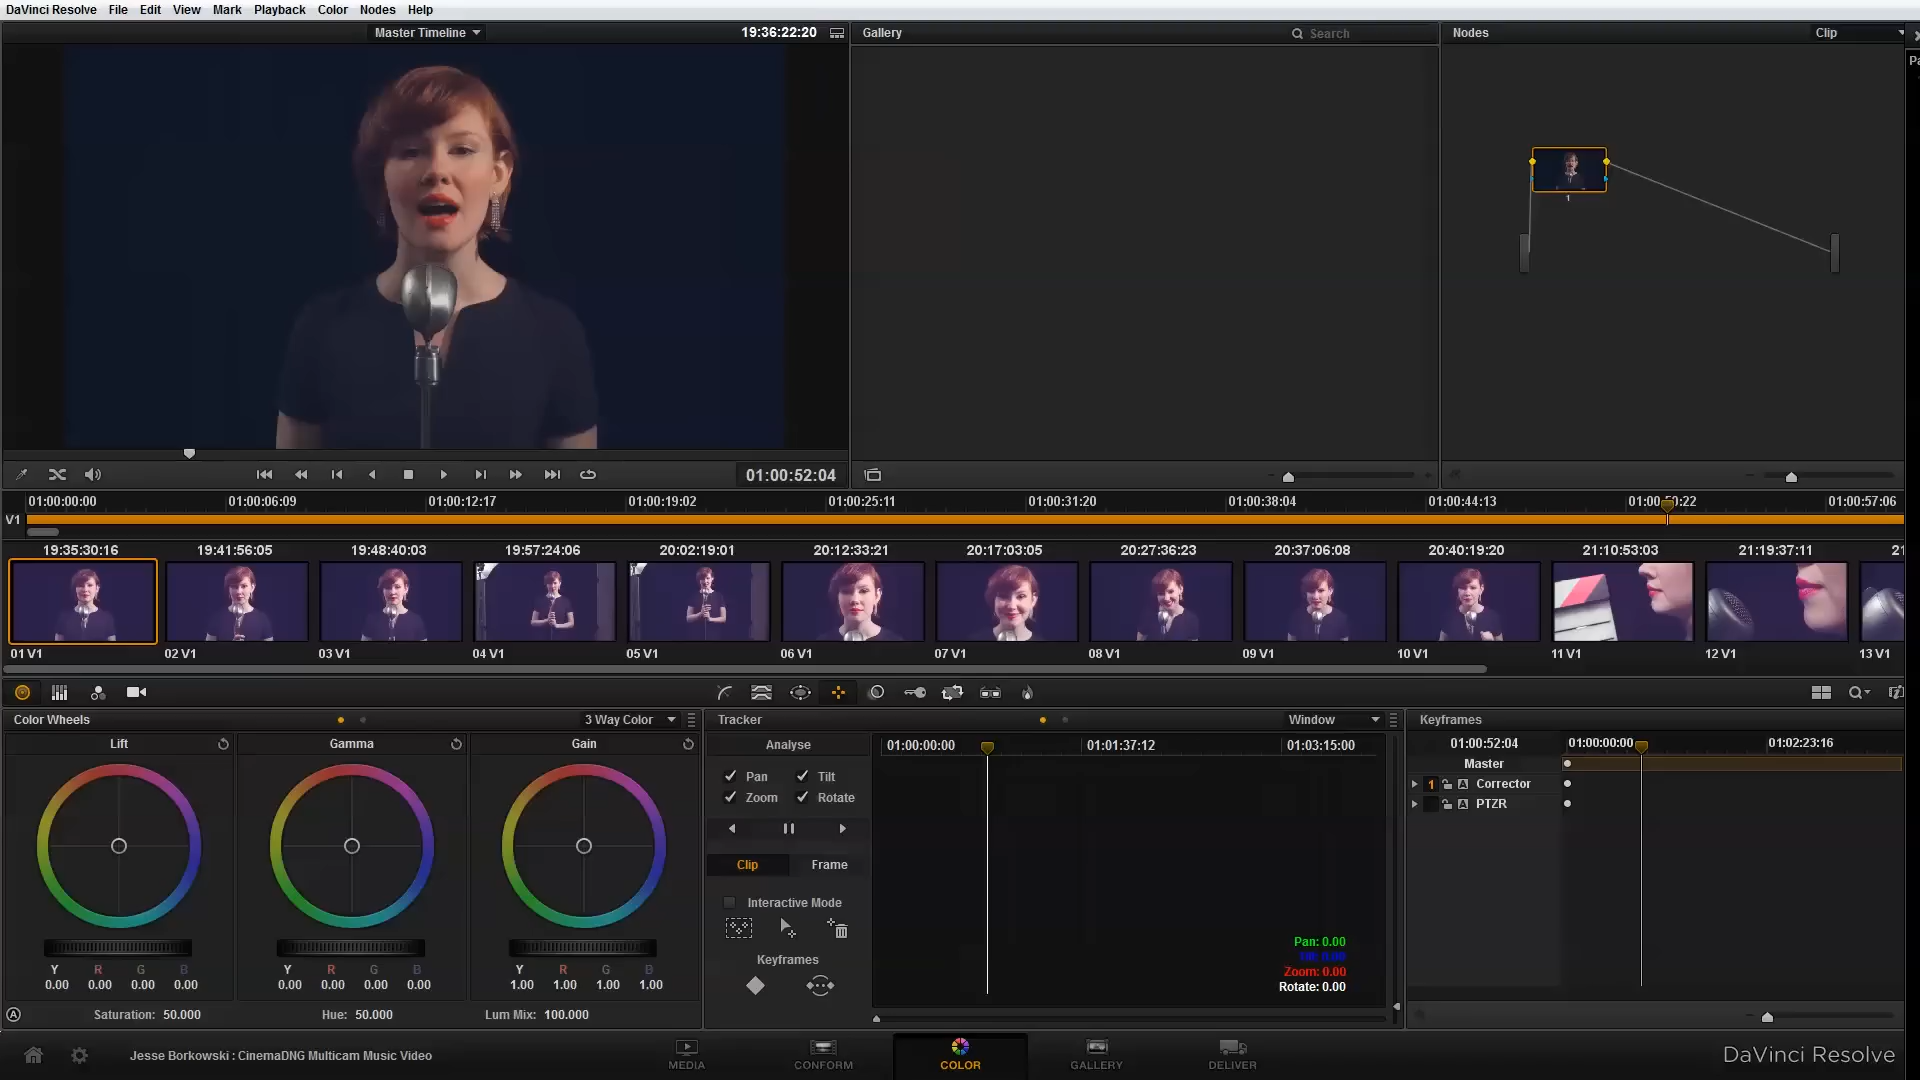 DaVinci Resolve File Edit View Mark Playback Color Nodes Help
Master Timeline 19:36:22:20
Gallery Search
Nodes Clip
1
01:00:52:04
01:00:00:00 01:00:06:09 01:00:12:17 01:00:19:02 01:00:25:11 01:00:31:20 01:00:38:04 01:00:44:13 01:00:50:22 01:00:57:06
V1
19:35:30:16 19:41:56:05 19:48:40:03 19:57:24:06 20:02:19:01 20:12:33:21 20:17:03:05 20:27:36:23 20:37:06:08 20:40:19:20 21:10:53:03 21:19:37:11
01 V1 02 V1 03 V1 04 V1 05 V1 06 V1 07 V1 08 V1 09 V1 10 V1 11 V1 12 V1 13 V1
Color Wheels 3 Way Color
Lift Gamma Gain
Y R G B Y R G B Y R G B
0.00 0.00 0.00 0.00 0.00 0.00 0.00 0.00 1.00 1.00 1.00 1.00
A Saturation: 50.000 Hue: 50.000 Lum Mix: 100.000
Tracker Window
Analyse
Pan Tilt
Zoom Rotate
Clip Frame
Interactive Mode
Keyframes
01:00:00:00 01:01:37:12 01:03:15:00
Pan: 0.00
Tilt: 0.00
Zoom: 0.00
Rotate: 0.00
Keyframes
01:00:52:04 01:00:00:00 01:02:23:16
Master
1 A Corrector
A PTZR
Jesse Borkowski : CinemaDNG Multicam Music Video
MEDIA CONFORM COLOR GALLERY DELIVER
DaVinci Resolve